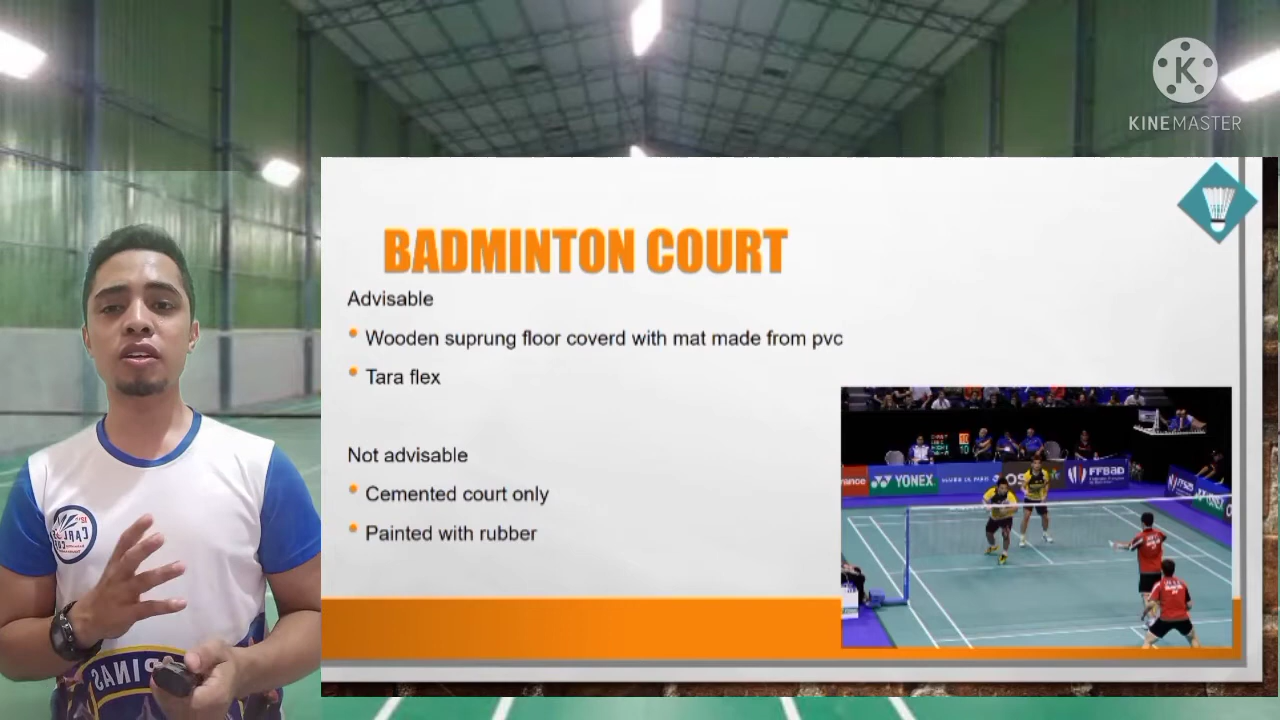 KINEMASTER
BADMINTON COURT
Advisable
Wooden suprung floor coverd with mat made from pvc
Tara flex
Not advisable
Cemented court only
Painted with rubber
YONEX
FFBaD
PINAS